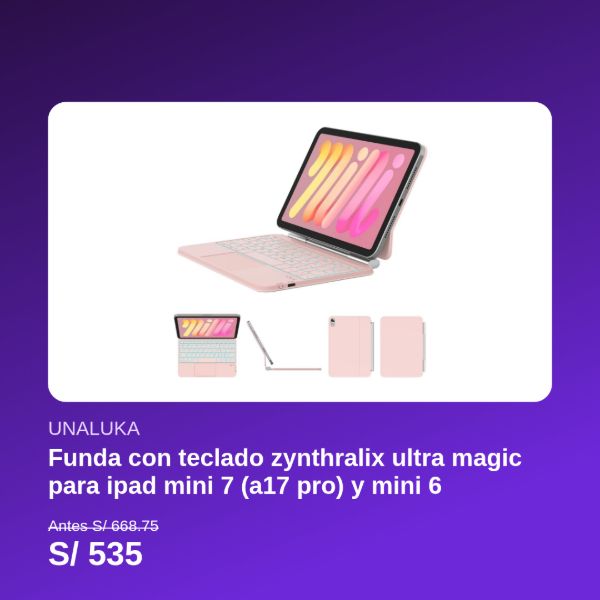 UNALUKA
Funda con teclado zynthralix ultra magic
para ipad mini 7 (a17 pro) y mini 6
Antes S/ 668.75
S/ 535